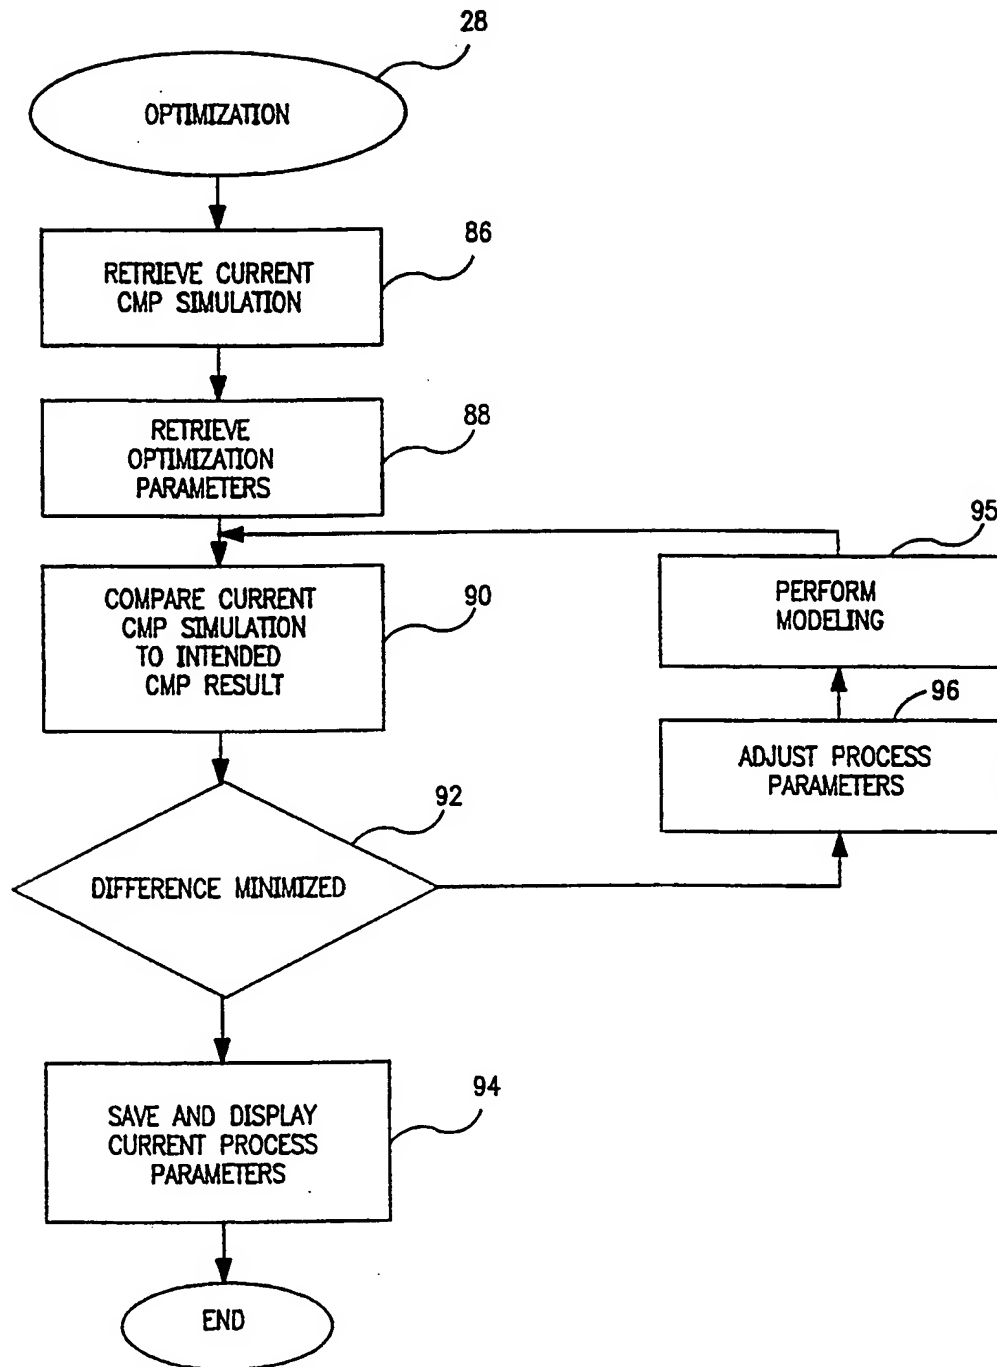 28
OPTIMIZATION
86
RETRIEVE CURRENT
CMP SIMULATION
88
RETRIEVE
OPTIMIZATION
PARAMETERS
90
COMPARE CURRENT
CMP SIMULATION
TO INTENDED
CMP RESULT
95
PERFORM
MODELING
96
ADJUST PROCESS
PARAMETERS
92
DIFFERENCE MINIMIZED
94
SAVE AND DISPLAY
CURRENT PROCESS
PARAMETERS
END